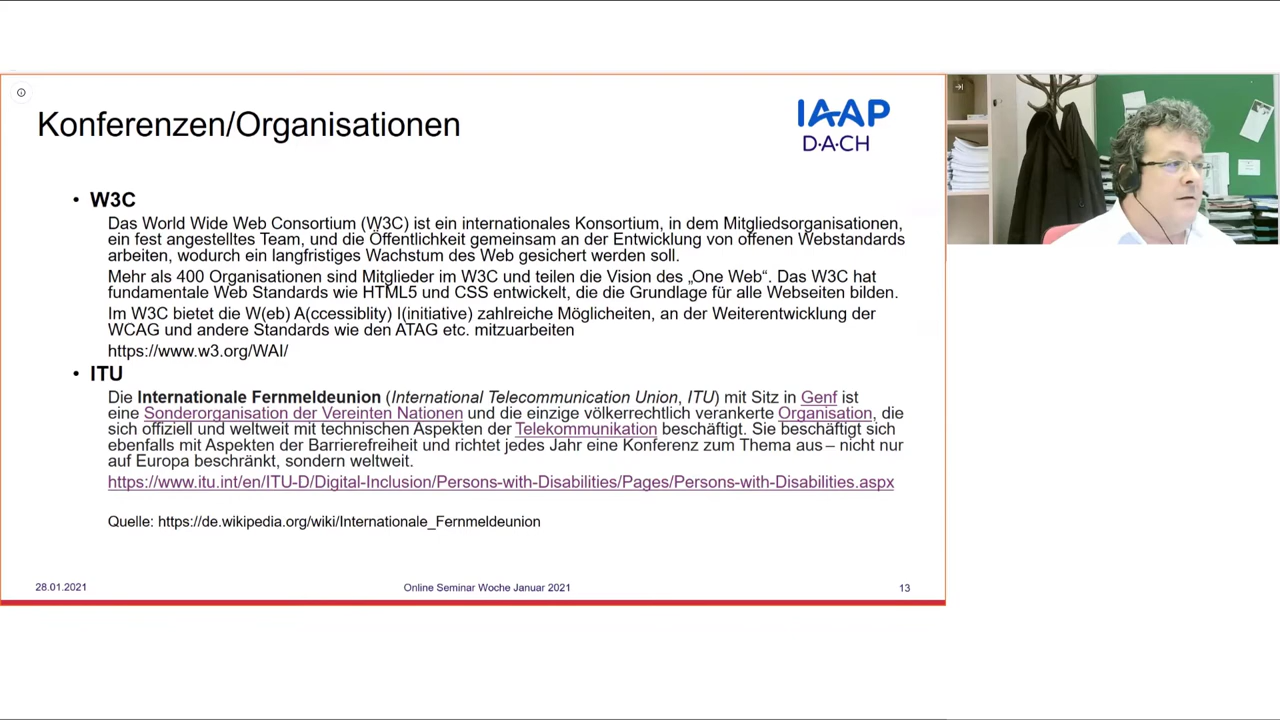 Konferenzen/Organisationen
IAAP
D·A·CH
• W3C
Das World Wide Web Consortium (W3C) ist ein internationales Konsortium, in dem Mitgliedsorganisationen,
ein fest angestelltes Team, und die Öffentlichkeit gemeinsam an der Entwicklung von offenen Webstandards
arbeiten, wodurch ein langfristiges Wachstum des Web gesichert werden soll.
Mehr als 400 Organisationen sind Mitglieder im W3C und teilen die Vision des „One Web“. Das W3C hat
fundamentale Web Standards wie HTML5 und CSS entwickelt, die die Grundlage für alle Webseiten bilden.
Im W3C bietet die W(eb) A(ccessiblity) I(initiative) zahlreiche Möglicheiten, an der Weiterentwicklung der
WCAG und andere Standards wie den ATAG etc. mitzuarbeiten
https://www.w3.org/WAI/
• ITU
Die Internationale Fernmeldeunion (International Telecommunication Union, ITU) mit Sitz in Genf ist
eine Sonderorganisation der Vereinten Nationen und die einzige völkerrechtlich verankerte Organisation, die
sich offiziell und weltweit mit technischen Aspekten der Telekommunikation beschäftigt. Sie beschäftigt sich
ebenfalls mit Aspekten der Barrierefreiheit und richtet jedes Jahr eine Konferenz zum Thema aus – nicht nur
auf Europa beschränkt, sondern weltweit.
https://www.itu.int/en/ITU-D/Digital-Inclusion/Persons-with-Disabilities/Pages/Persons-with-Disabilities.aspx
Quelle: https://de.wikipedia.org/wiki/Internationale_Fernmeldeunion
28.01.2021
Online Seminar Woche Januar 2021
13